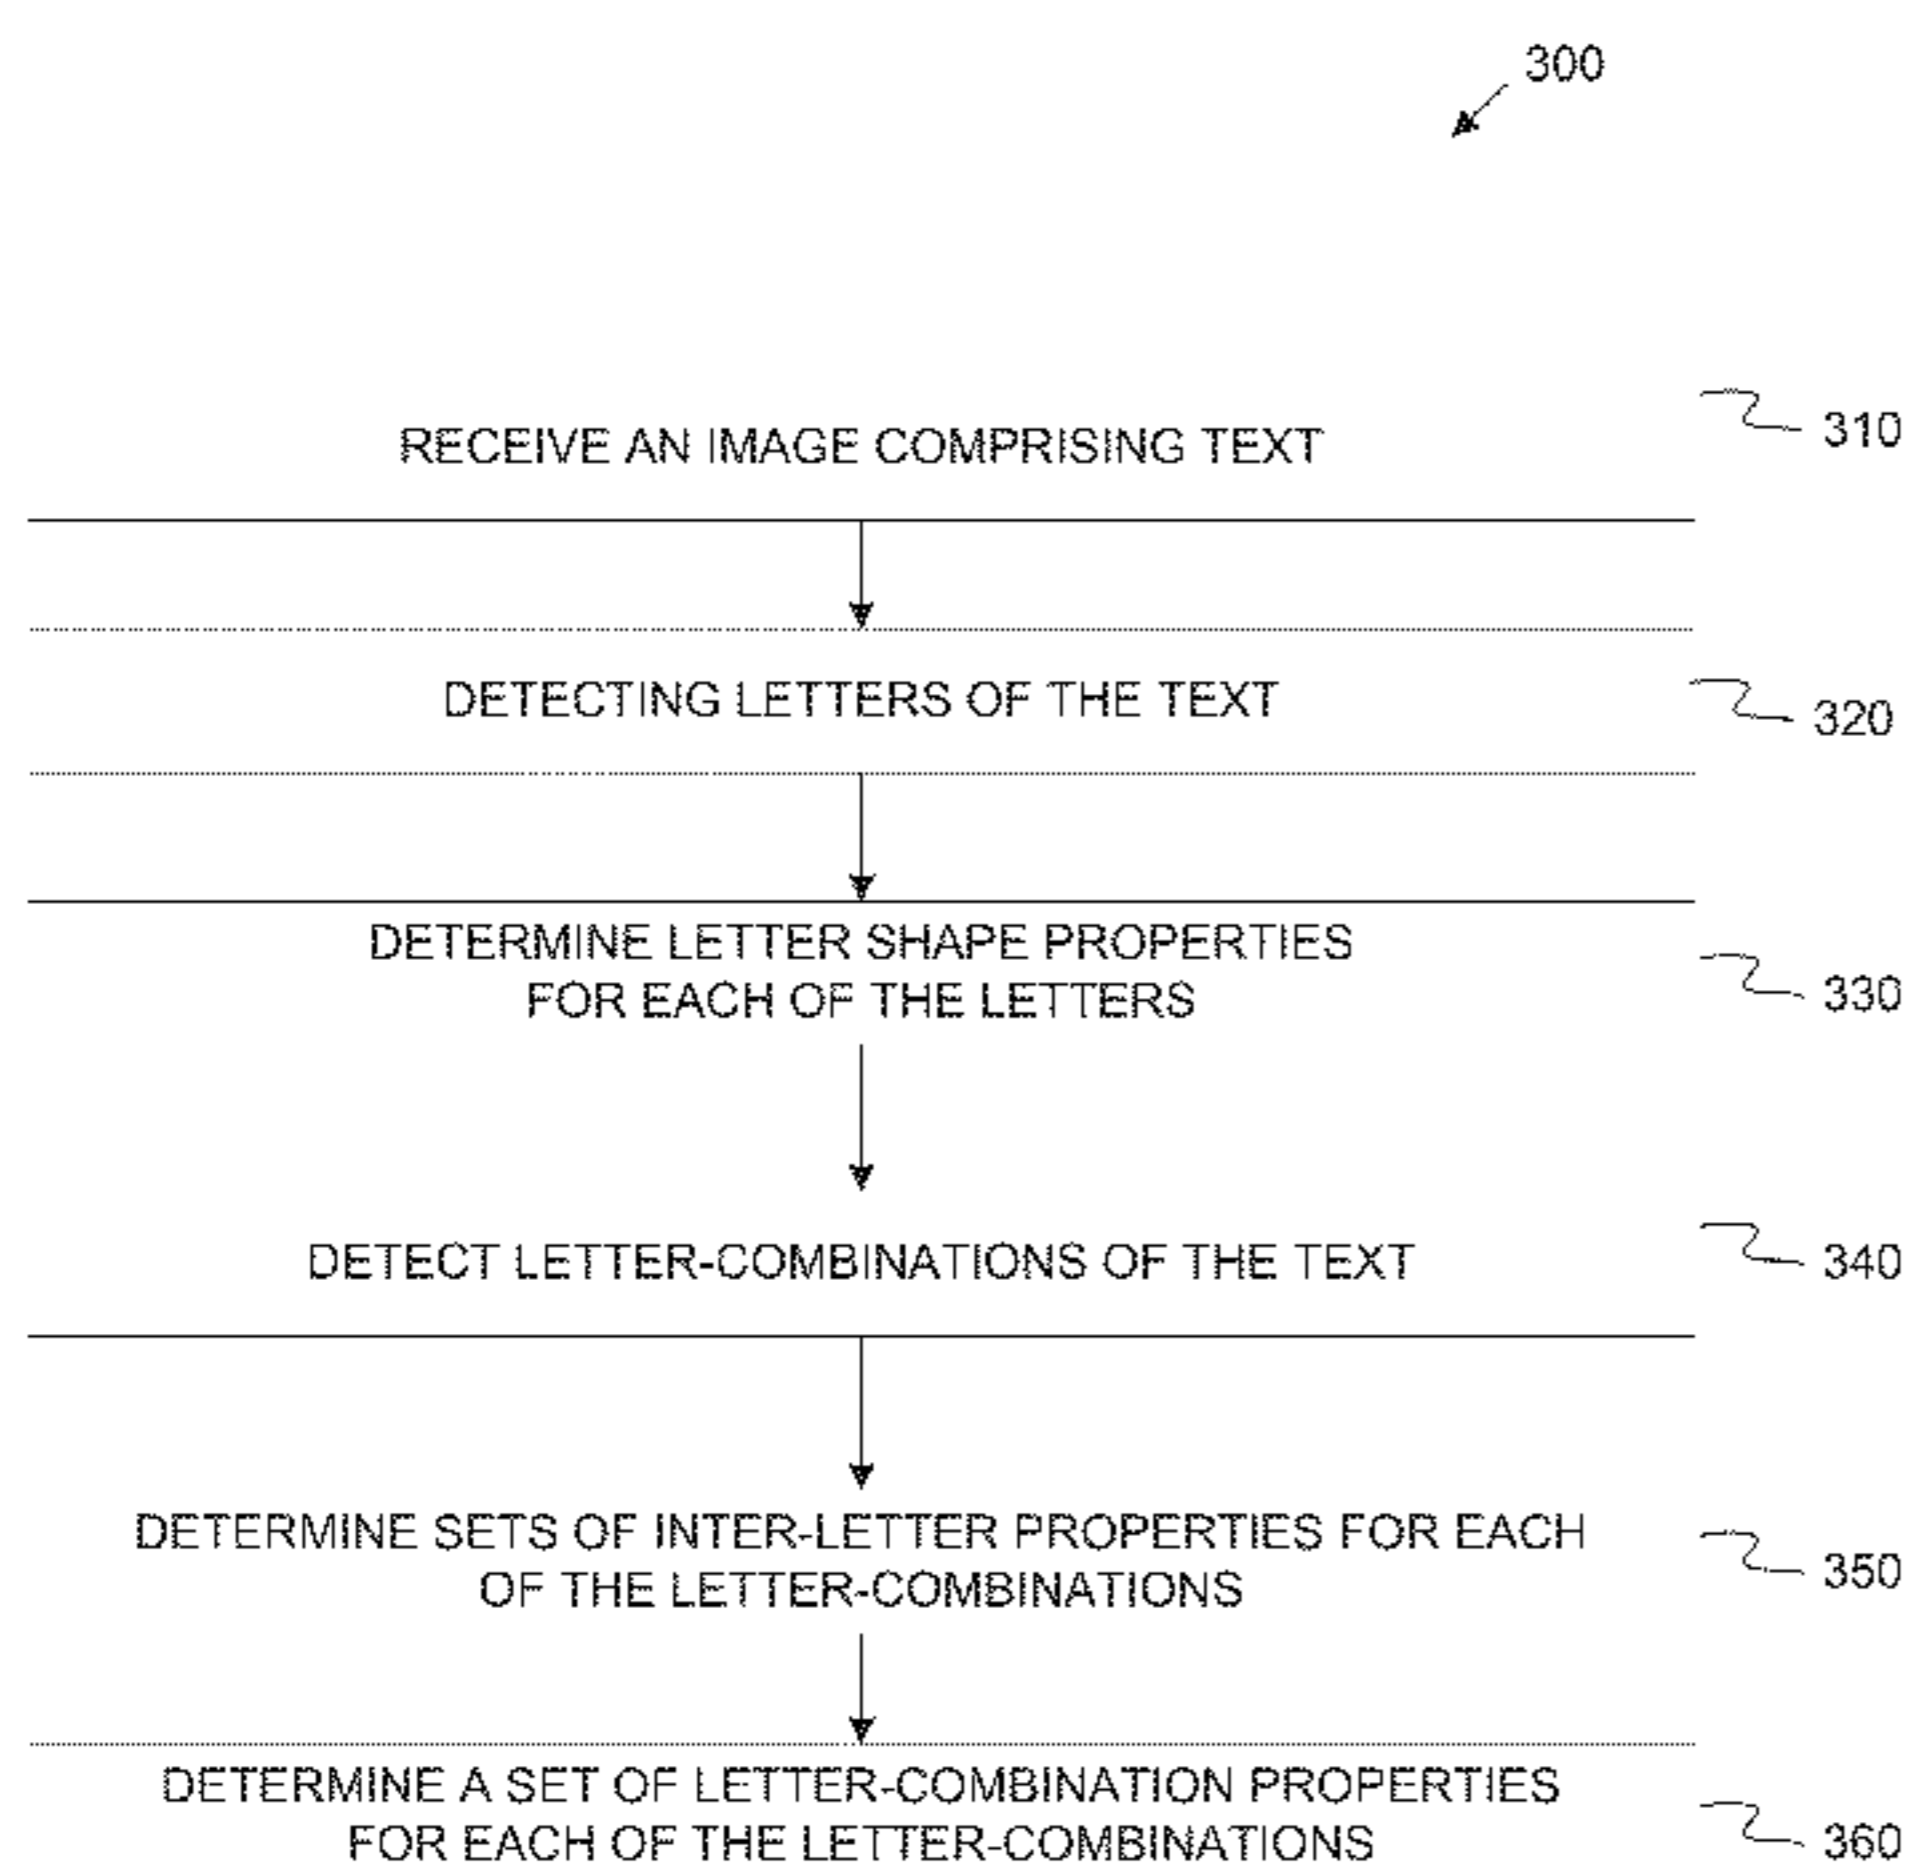 300
RECEIVE AN IMAGE COMPRISING TEXT
310
DETECTING LETTERS OF THE TEXT
320
DETERMINE LETTER SHAPE PROPERTIES
FOR EACH OF THE LETTERS
330
DETECT LETTER-COMBINATIONS OF THE TEXT
340
DETERMINE SETS OF INTER-LETTER PROPERTIES FOR EACH
OF THE LETTER-COMBINATIONS
350
DETERMINE A SET OF LETTER-COMBINATION PROPERTIES
FOR EACH OF THE LETTER-COMBINATIONS
360